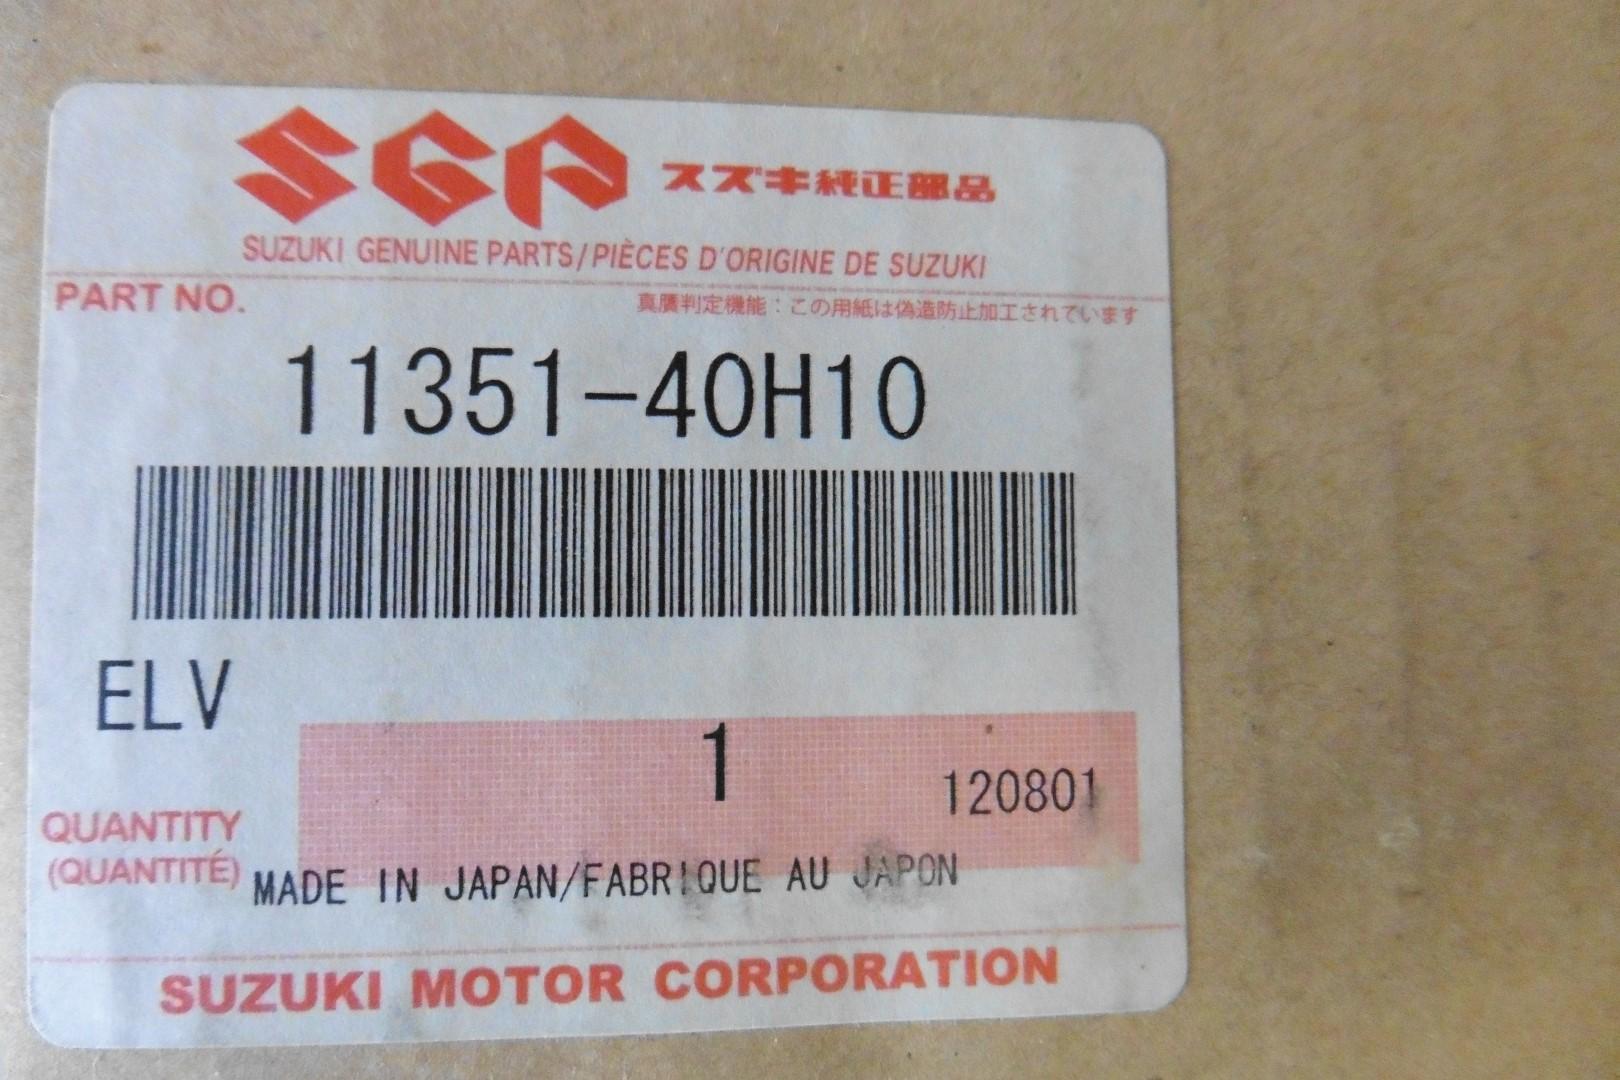 SGP スズキ純正部品
SUZUKI GENUINE PARTS/PIÈCES D'ORIGINE DE SUZUKI
PART NO.
真贋判定機能：この用紙は偽造防止加工されています
11351-40H10
ELV
1
120801
QUANTITY
(QUANTITÉ)
MADE IN JAPAN/FABRIQUE AU JAPON
SUZUKI MOTOR CORPORATION